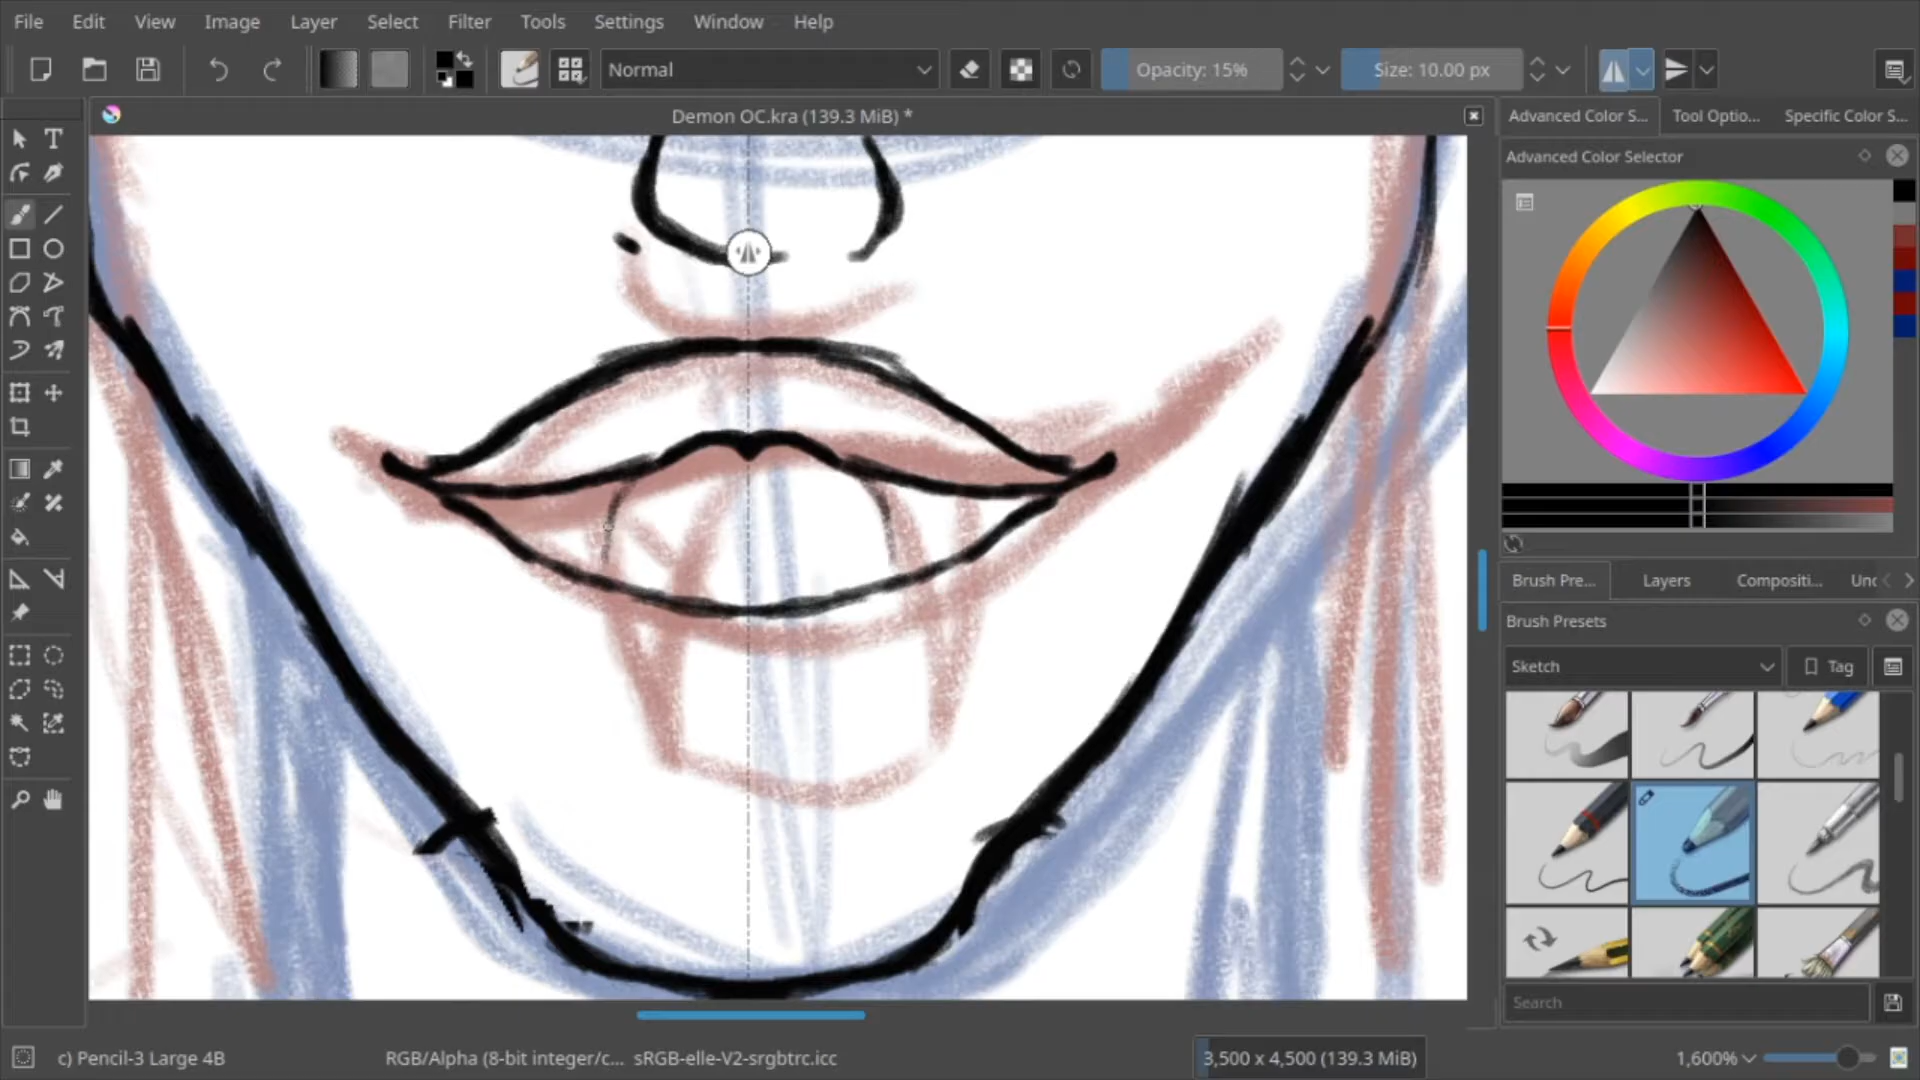 File Edit View Image Layer Select Filter Tools Settings Window Help
Normal Opacity: 15% Size: 10.00 px
Demon OC.kra (139.3 MiB) *
Advanced Color S... Tool Optio... Specific Color S...
Advanced Color Selector
Brush Pre... Layers Compositi... Unc
Brush Presets
Sketch Tag
Search
c) Pencil-3 Large 4B RGB/Alpha (8-bit integer/c... sRGB-elle-V2-srgbtrc.icc 3,500 x 4,500 (139.3 MiB) 1,600%